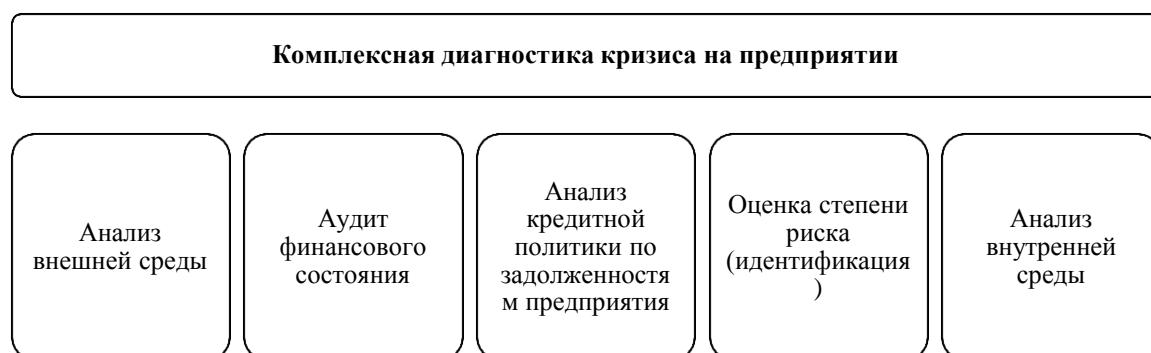 Комплексная диагностика кризиса на предприятии
Анализ
внешней среды
Аудит
финансового
состояния
Анализ
кредитной
политики по
задолженностя
м предприятия
Оценка степени
риска
(идентификация
)
Анализ
внутренней
среды